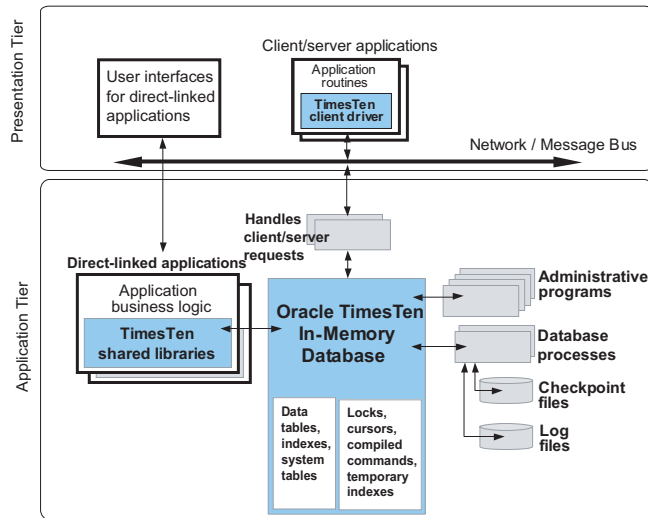 Presentation Tier
Client/server applications
User interfaces
for direct-linked
applications
Application
routines
TimesTen
client driver
Network / Message Bus
Application Tier
Handles
client/server
requests
Direct-linked applications
Application
business logic
TimesTen
shared libraries
Oracle TimesTen
In-Memory
Database
Administrative
programs
Database
processes
Checkpoint
files
Log
files
Data
tables,
indexes,
system
tables
Locks,
cursors,
compiled
commands,
temporary
indexes